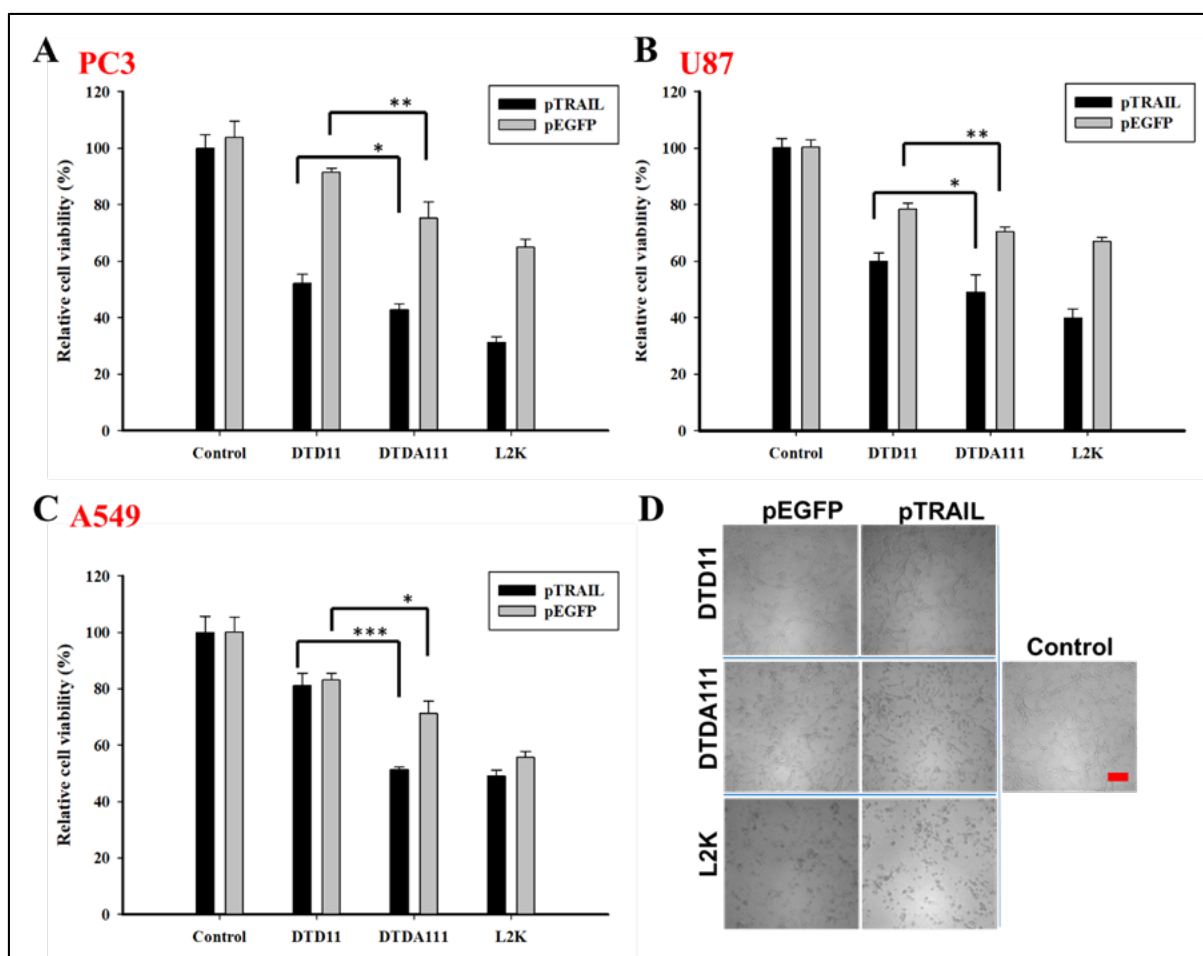 A PC3
120
100
80
60
40
20
0
Relative cell viability (%)
pTRAIL
pEGFP
**
*
Control DTD11 DTDA111 L2K
B U87
120
100
80
60
40
20
0
Relative cell viability (%)
pTRAIL
pEGFP
**
*
Control DTD11 DTDA111 L2K
C A549
120
100
80
60
40
20
0
Relative cell viability (%)
pTRAIL
pEGFP
*
***
Control DTD11 DTDA111 L2K
D
pEGFP pTRAIL
DTD11
DTDA111
L2K
Control